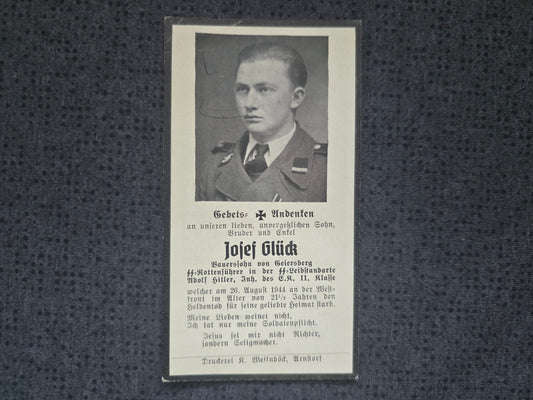 Gebets- Andenken
an unseren lieben, unvergeßlichen Sohn,
Bruder und Enkel
Josef Glück
Bauerssohn von Geiersberg
SS-Rottenführer in der SS-Leibstandarte
Adolf Hitler, Inh. des E.K. II. Klasse
welcher am 26. August 1944 an der West-
front im Alter von 21½ Jahren den
Heldentod für seine geliebte Heimat starb.
Meine Lieben weinet nicht,
Ich tat nur meine Soldatenpflicht.
Jesus sei mir nicht Richter,
sondern Seligmacher.
Druckerei K. Weißnböck, Arnstorf